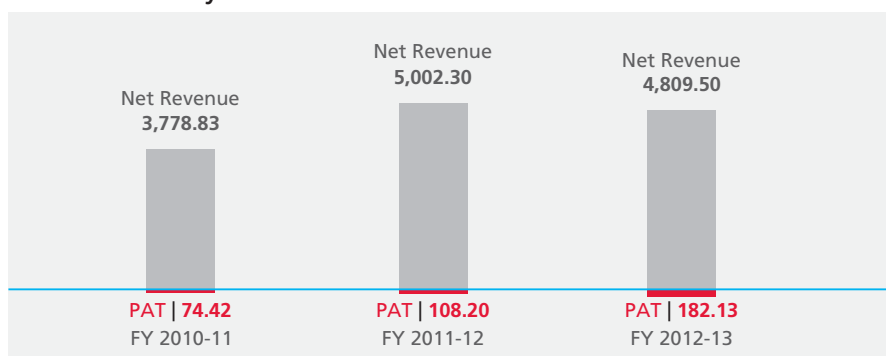 Net Revenue
3,778.83
Net Revenue
5,002.30
Net Revenue
4,809.50
PAT | 74.42
PAT | 108.20
PAT | 182.13
FY 2010-11
FY 2011-12
FY 2012-13